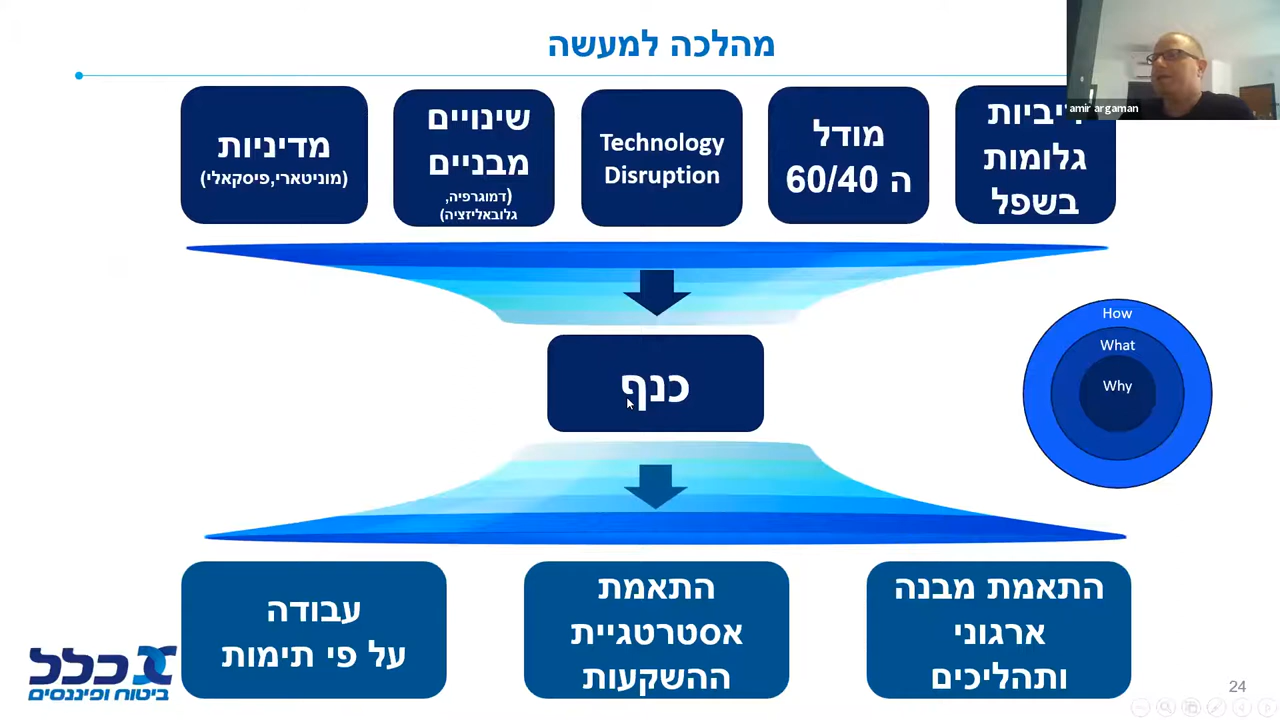 מהלכה למעשה
amir argaman
גלומות
בשפל
מודל
ה 60/40
Technology
Disruption
שינויים
מבניים
(דמוגרפיה,
גלובאליזציה)
מדיניות
(מוניטארי,פיסקאלי)
כנף
How
What
Why
התאמת מבנה
ארגוני
ותהליכים
התאמת
אסטרטגיית
ההשקעות
עבודה
על פי תימות
כלל
ביטוח ופיננסים
24